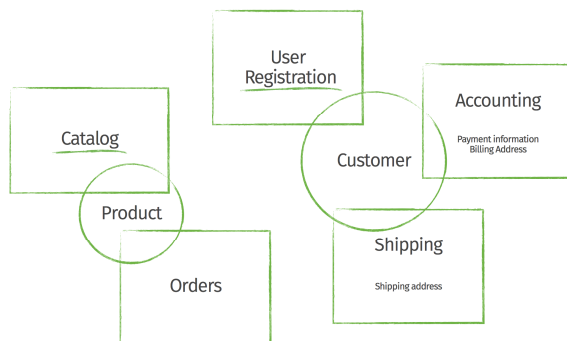 User
Registration
Accounting
Payment information
Billing Address
Catalog
Customer
Product
Shipping
Orders
Shipping address